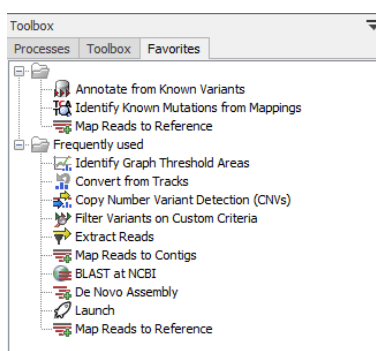 Toolbox
Processes Toolbox Favorites
Annotate from Known Variants
Identify Known Mutations from Mappings
Map Reads to Reference
Frequently used
Identify Graph Threshold Areas
Convert from Tracks
Copy Number Variant Detection (CNVs)
Filter Variants on Custom Criteria
Extract Reads
Map Reads to Contigs
BLAST at NCBI
De Novo Assembly
Launch
Map Reads to Reference